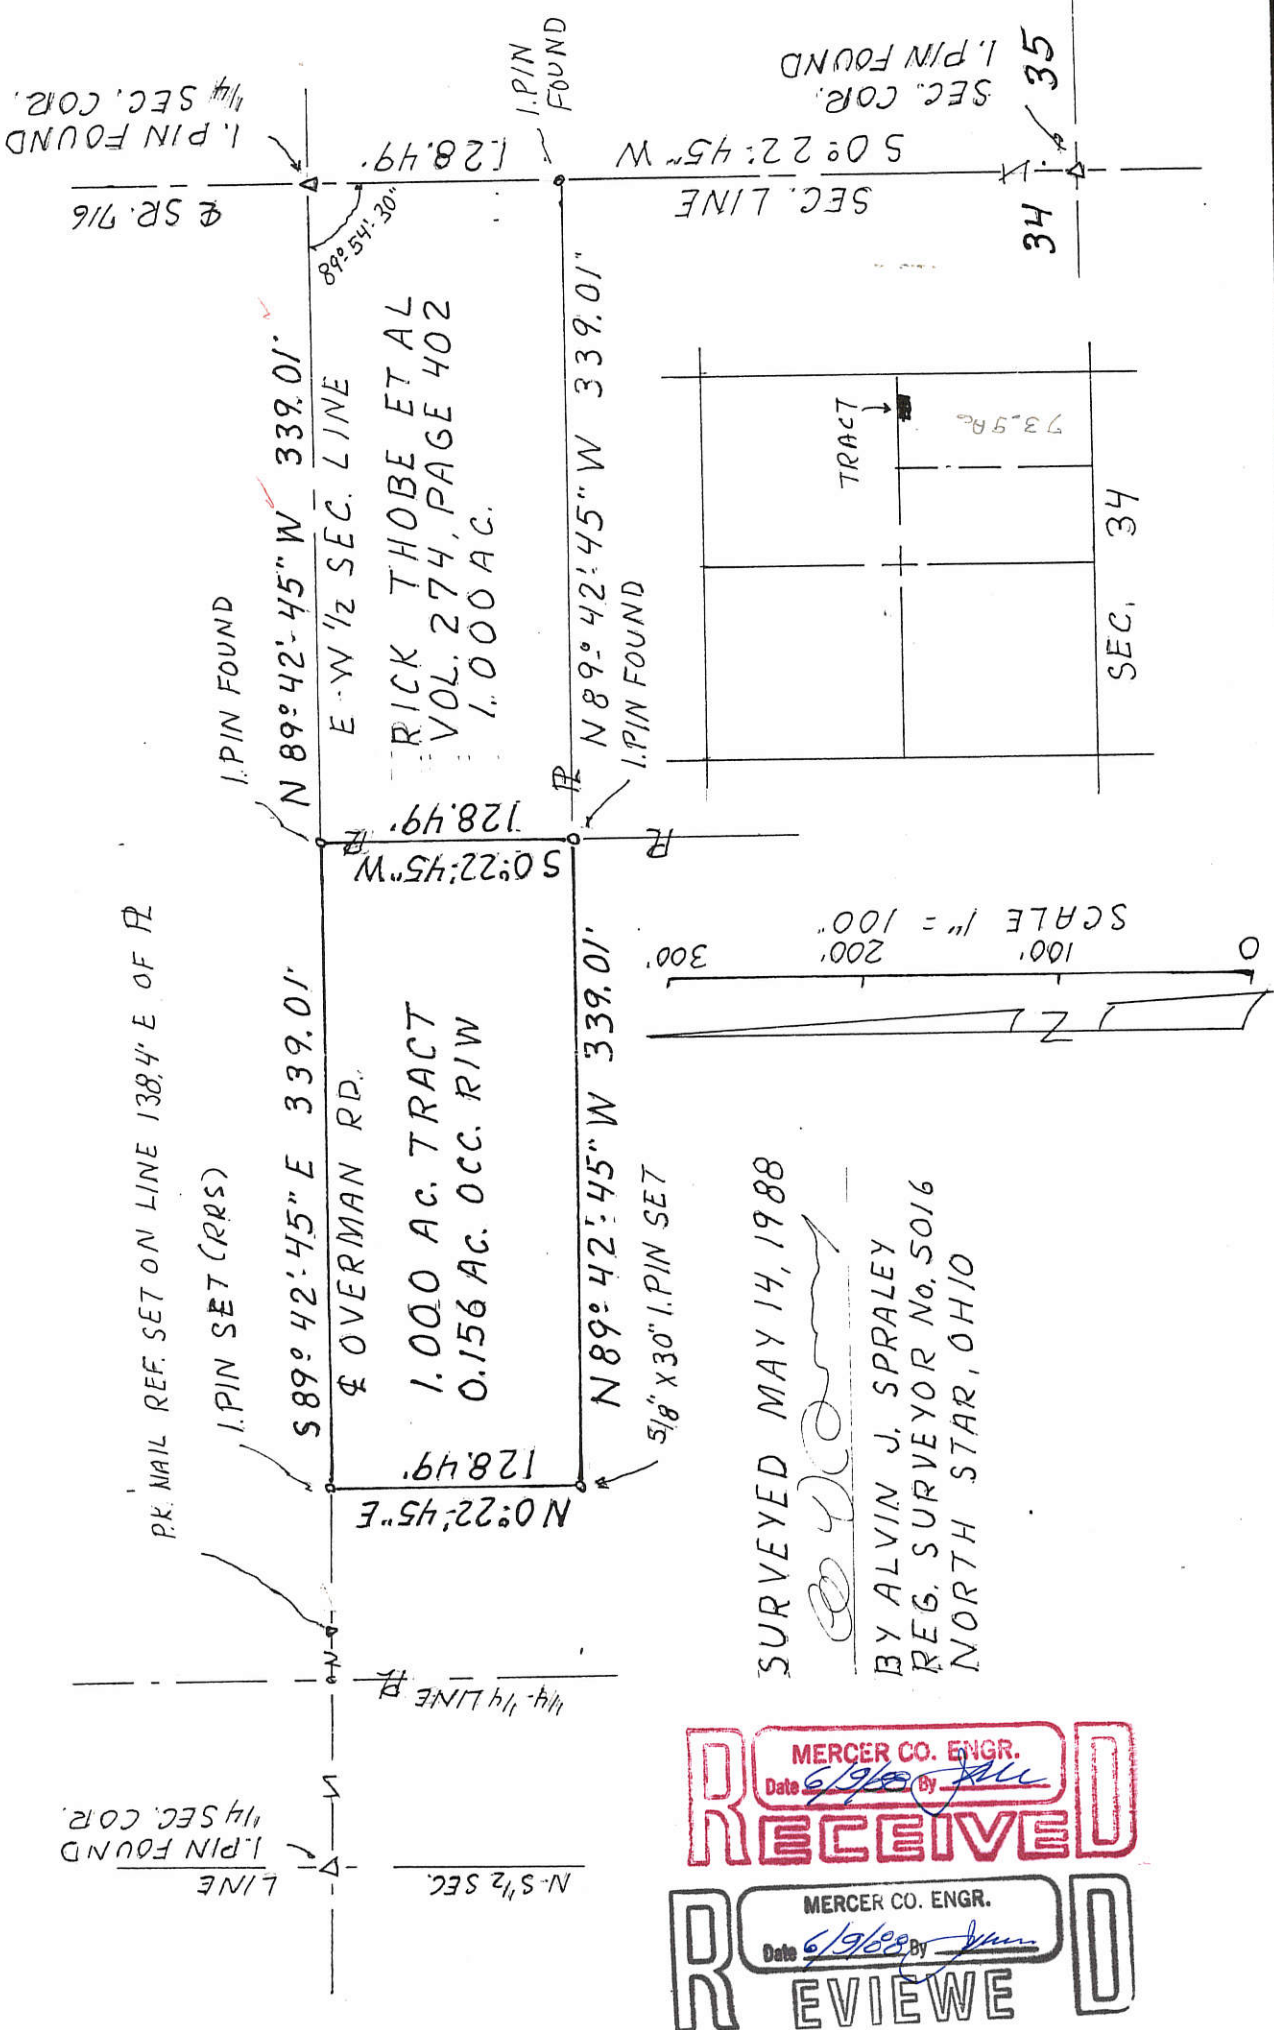 I. PIN FOUND
1/4 SEC. COR.
℄ SR. 716
128.49'
89°-54'-30"
I.PIN
FOUND
S 0°22'-45" W
SEC. LINE
SEC. COR.
I. PIN FOUND
34
35
I.PIN FOUND
N 89°-42'-45" W 339.01'
E-W 1/2 SEC. LINE
RICK THOBE ET AL
VOL. 274, PAGE 402
1.000 AC.
N 89°-42'-45" W 339.01'
I.PIN FOUND
128.49'
S 0°-22'-45" W
PL
PL
PL
TRACT
73.9 Ac
SEC. 34
P.K. NAIL REF. SET ON LINE 138.4' E OF PL
I.PIN SET (RRS)
S 89°-42'-45" E 339.01'
℄ OVERMAN RD.
1.000 AC. TRACT
0.156 AC. OCC. R/W
N 89°-42'-45" W 339.01'
5/8" X 30" I.PIN SET
128.49'
N 0°-22'-45" E
300'
200'
100'
0
SCALE 1" = 100'
N
SURVEYED MAY 14, 1988
BY ALVIN J. SPRALEY
REG. SURVEYOR No. 5016
NORTH STAR, OHIO
1/4-1/4 LINE PL
1/4 SEC. COR.
I.PIN FOUND
LINE
N-S 1/2 SEC.
MERCER CO. ENGR.
Date 6/9/88 By
RECEIVED
MERCER CO. ENGR.
Date 6/9/88 By
REVIEWED